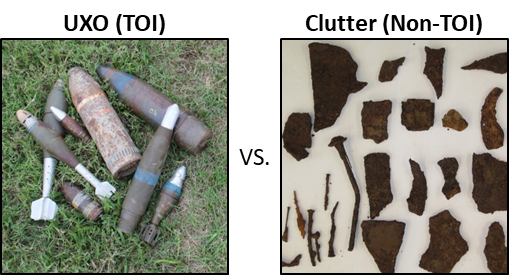 UXO (TOI)
VS.
Clutter (Non-TOI)